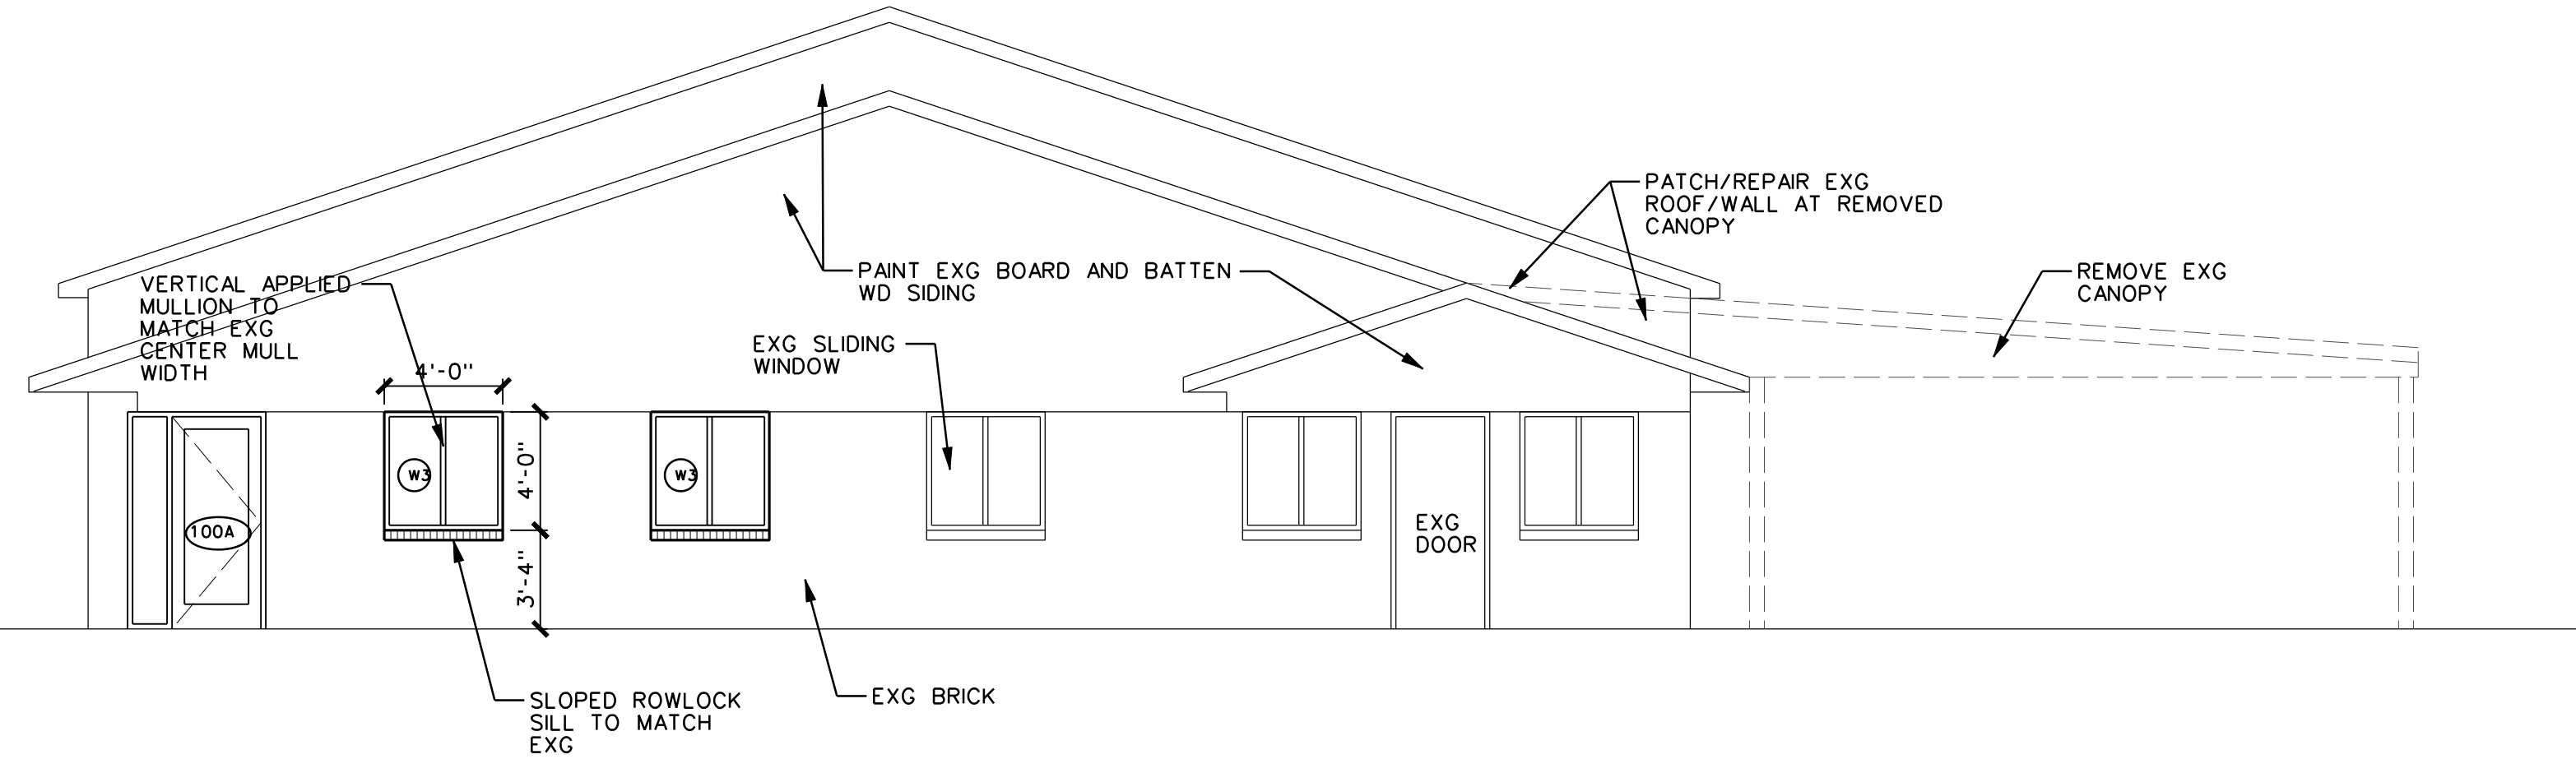 PATCH/REPAIR EXG
ROOF/WALL AT REMOVED
CANOPY
PAINT EXG BOARD AND BATTEN
WD SIDING
REMOVE EXG
CANOPY
VERTICAL APPLIED
MULLION TO
MATCH EXG
CENTER MULL
WIDTH
EXG SLIDING
WINDOW
4'-0"
4'-0"
3'-4"
W3
W3
100A
EXG
DOOR
SLOPED ROWLOCK
SILL TO MATCH
EXG
EXG BRICK